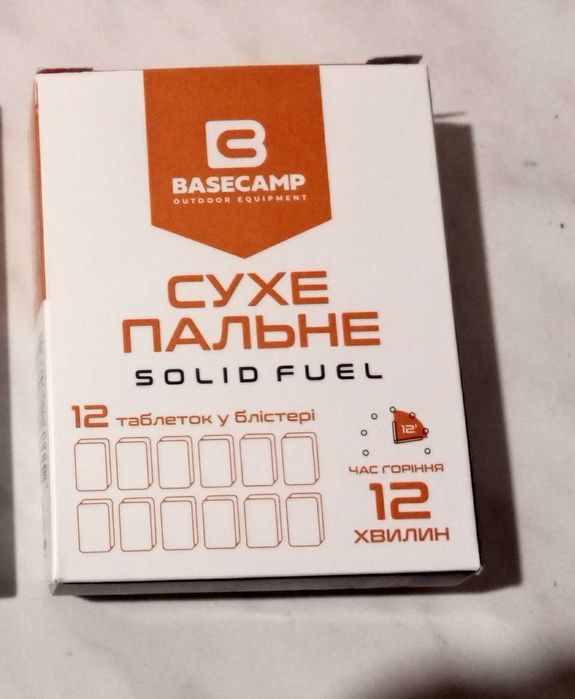 BASECAMP
OUTDOOR EQUIPMENT
СУХЕ
ПАЛЬНЕ
SOLID FUEL
12 таблеток у блістері
12'
ЧАС ГОРІННЯ
12
ХВИЛИН